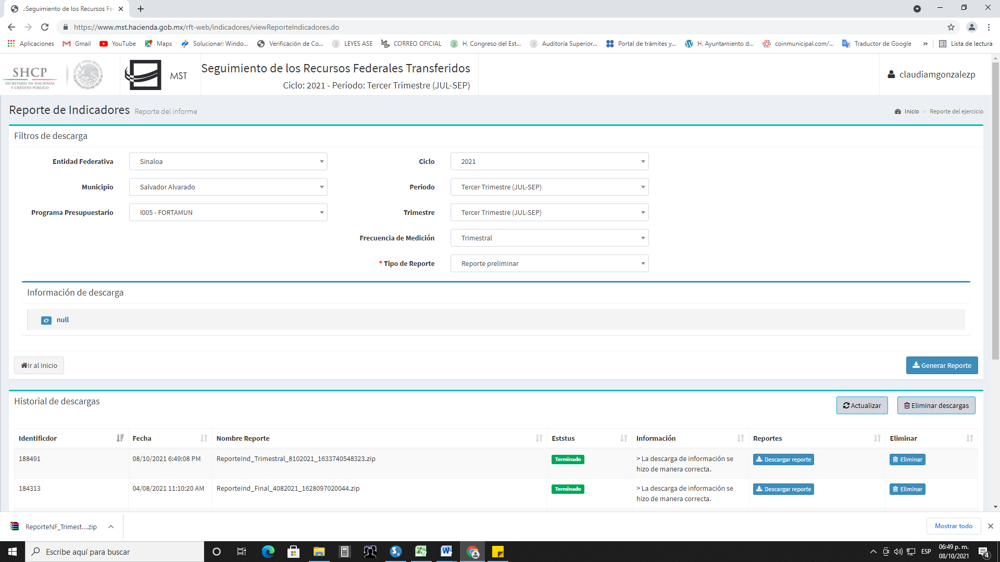 .:Seguimiento de los Recursos Fe
https://www.mst.hacienda.gob.mx/rft-web/indicadores/viewReporteIndicadores.do
Aplicaciones Gmail YouTube Maps Solucionar: Windo... Verificación de Co... LEYES ASE CORREO OFICIAL H. Congreso del Est... Auditoría Superior... Portal de trámites y... H. Ayuntamiento d... coinmunicipal.com/... Traductor de Google » Lista de lectura
SHCP
SECRETARÍA DE HACIENDA
Y CRÉDITO PÚBLICO
MST
Seguimiento de los Recursos Federales Transferidos
Ciclo: 2021 - Periodo: Tercer Trimestre (JUL-SEP)
claudiamgonzalezp
Reporte de Indicadores Reporte del informe
Inicio > Reporte del ejercicio
Filtros de descarga
Entidad Federativa Sinaloa Ciclo 2021
Municipio Salvador Alvarado Periodo Tercer Trimestre (JUL-SEP)
Programa Presupuestario I005 - FORTAMUN Trimestre Tercer Trimestre (JUL-SEP)
Frecuencia de Medición Trimestral
* Tipo de Reporte Reporte preliminar
Información de descarga
null
Ir al Inicio Generar Reporte
Historial de descargas Actualizar Eliminar descargas
Identificdor Fecha Nombre Reporte Eststus Información Reportes Eliminar
188491 08/10/2021 6:49:08 PM ReporteInd_Trimestral_8102021_1633740548323.zip Terminado > La descarga de información se Descargar reporte Eliminar
hizo de manera correcta.
184313 04/08/2021 11:10:20 AM ReporteInd_Final_4082021_1628097020044.zip Terminado > La descarga de información se Descargar reporte Eliminar
hizo de manera correcta.
ReporteNF_Trimest....zip Mostrar todo
Escribe aquí para buscar
ESP
06:49 p. m.
08/10/2021
4